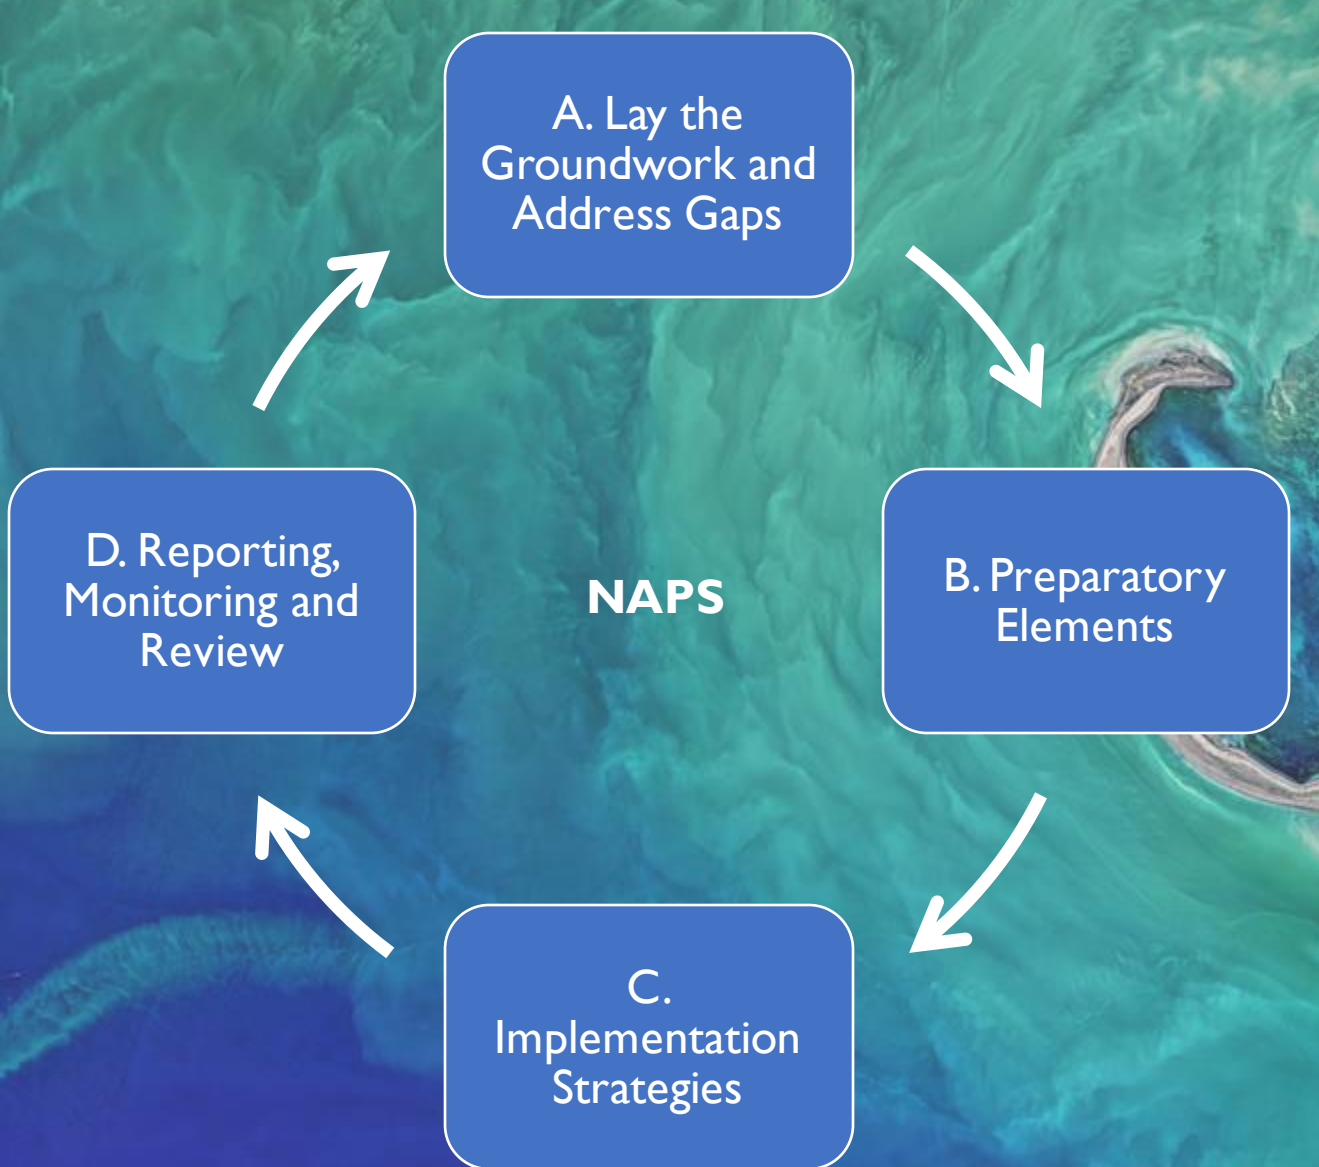 A. Lay the
Groundwork and
Address Gaps
D. Reporting,
Monitoring and
Review
NAPS
B. Preparatory
Elements
C.
Implementation
Strategies